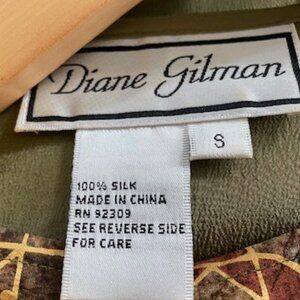 Diane Gilman
S
100% SILK
MADE IN CHINA
RN 92309
SEE REVERSE SIDE
FOR CARE